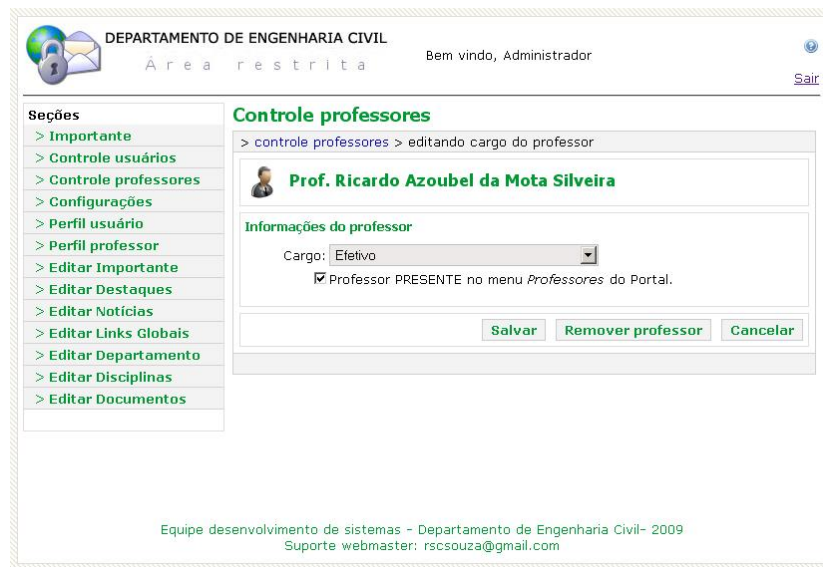 DEPARTAMENTO DE ENGENHARIA CIVIL
Área restrita
Bem vindo, Administrador
Sair
Seções
> Importante
> Controle usuários
> Controle professores
> Configurações
> Perfil usuário
> Perfil professor
> Editar Importante
> Editar Destaques
> Editar Notícias
> Editar Links Globais
> Editar Departamento
> Editar Disciplinas
> Editar Documentos
Controle professores
> controle professores > editando cargo do professor
Prof. Ricardo Azoubel da Mota Silveira
Informações do professor
Cargo: Efetivo
Professor PRESENTE no menu Professores do Portal.
Salvar Remover professor Cancelar
Equipe desenvolvimento de sistemas - Departamento de Engenharia Civil- 2009
Suporte webmaster: rscsouza@gmail.com